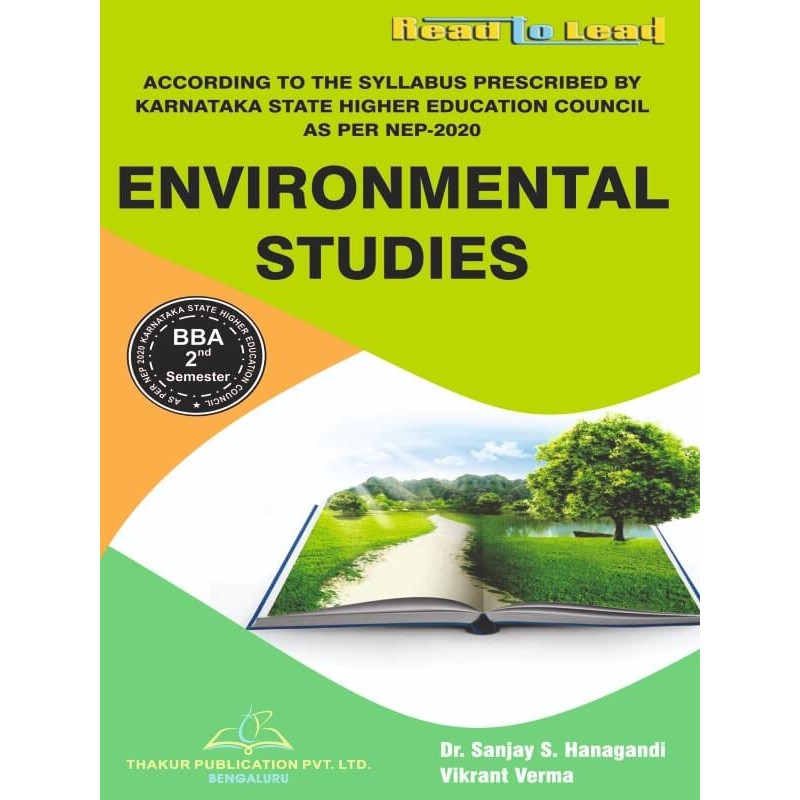 Read to Lead
ACCORDING TO THE SYLLABUS PRESCRIBED BY
KARNATAKA STATE HIGHER EDUCATION COUNCIL
AS PER NEP-2020
ENVIRONMENTAL
STUDIES
AS PER NEP 2020 KARNATAKA STATE HIGHER EDUCATION COUNCIL ★
BBA
2nd
Semester
Dr. Sanjay S. Hanagandi
Vikrant Verma
THAKUR PUBLICATION PVT. LTD.
BENGALURU